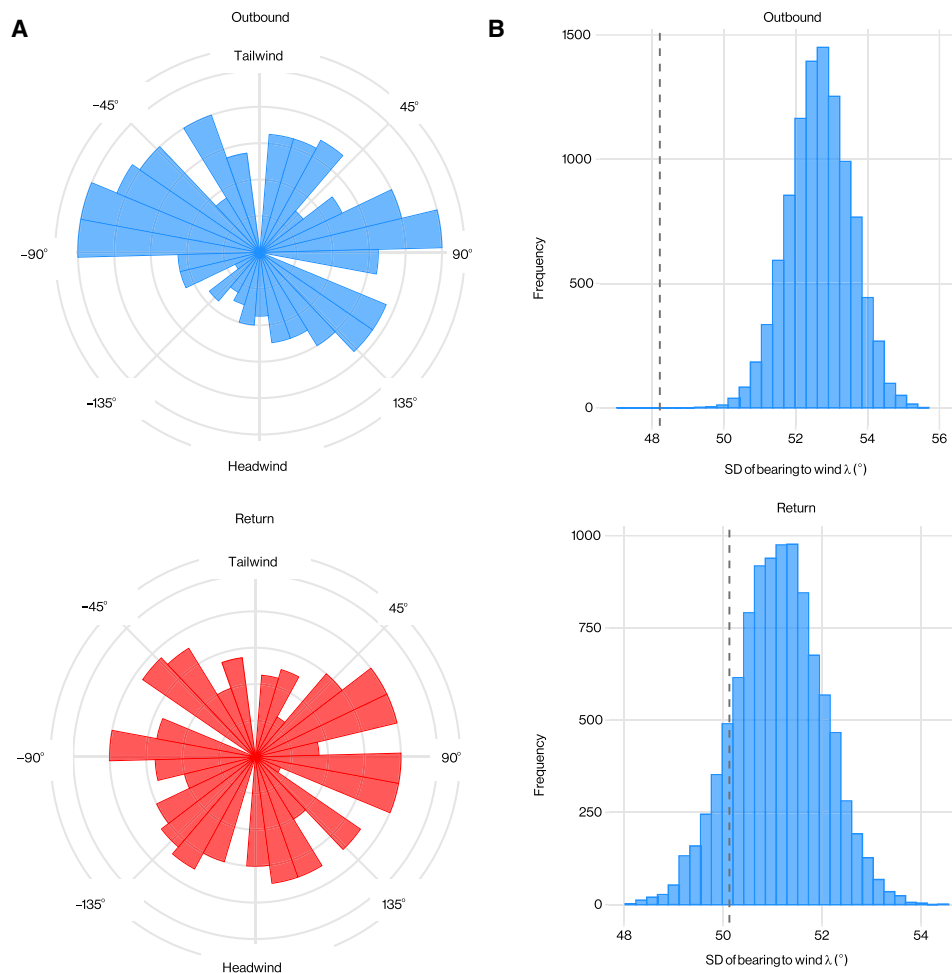 A
Outbound
Tailwind
−45°
45°
−90°
90°
−135°
135°
Headwind
Return
Tailwind
−45°
45°
−90°
90°
−135°
135°
Headwind
B
Outbound
1500
1000
500
0
Frequency
48
50
52
54
56
SD of bearing to wind λ (°)
Return
1000
750
500
250
0
Frequency
48
50
52
54
SD of bearing to wind λ (°)